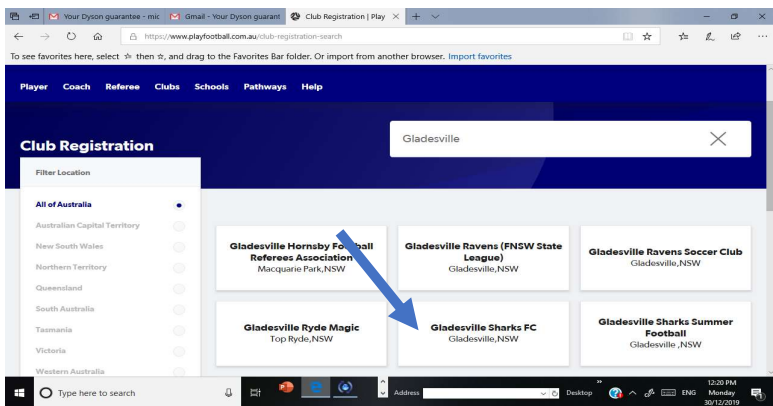 Your Dyson guarantee - mic
Gmail - Your Dyson guarant
Club Registration | Play
https://www.playfootball.com.au/club-registration-search
To see favorites here, select ☆ then ☆, and drag to the Favorites Bar folder. Or import from another browser. Import favorites
Player Coach Referee Clubs Schools Pathways Help
Club Registration
Gladesville
Filter Location
All of Australia
Australian Capital Territory
New South Wales
Northern Territory
Queensland
South Australia
Tasmania
Victoria
Western Australia
Gladesville Hornsby Football
Referees Association
Macquarie Park,NSW
Gladesville Ravens (FNSW State
League)
Gladesville,NSW
Gladesville Ravens Soccer Club
Gladesville,NSW
Gladesville Ryde Magic
Top Ryde,NSW
Gladesville Sharks FC
Gladesville,NSW
Gladesville Sharks Summer
Football
Gladesville ,NSW
Type here to search
Address
Desktop
ENG
12:20 PM
Monday
30/12/2019